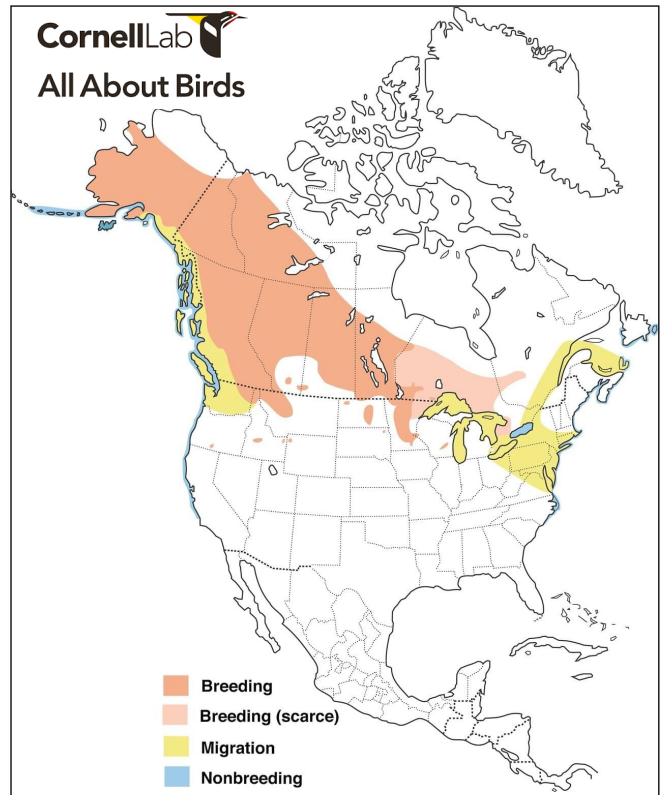 CornellLab
All About Birds
Breeding
Breeding (scarce)
Migration
Nonbreeding